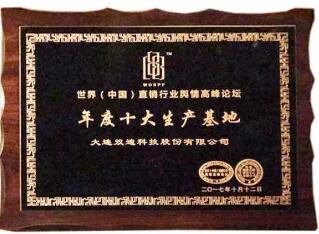 TM
WDSPF
世界（中国）直销行业舆情高峰论坛
年度十大生产基地
大连双迪科技股份有限公司
二〇一七年十月十二日